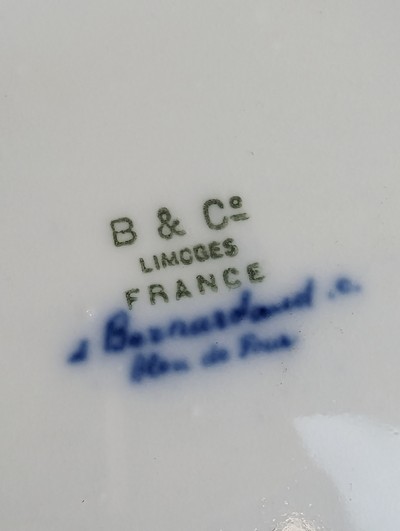 B & Cº
LIMOGES
FRANCE
Bernardaud
Bleu de Four